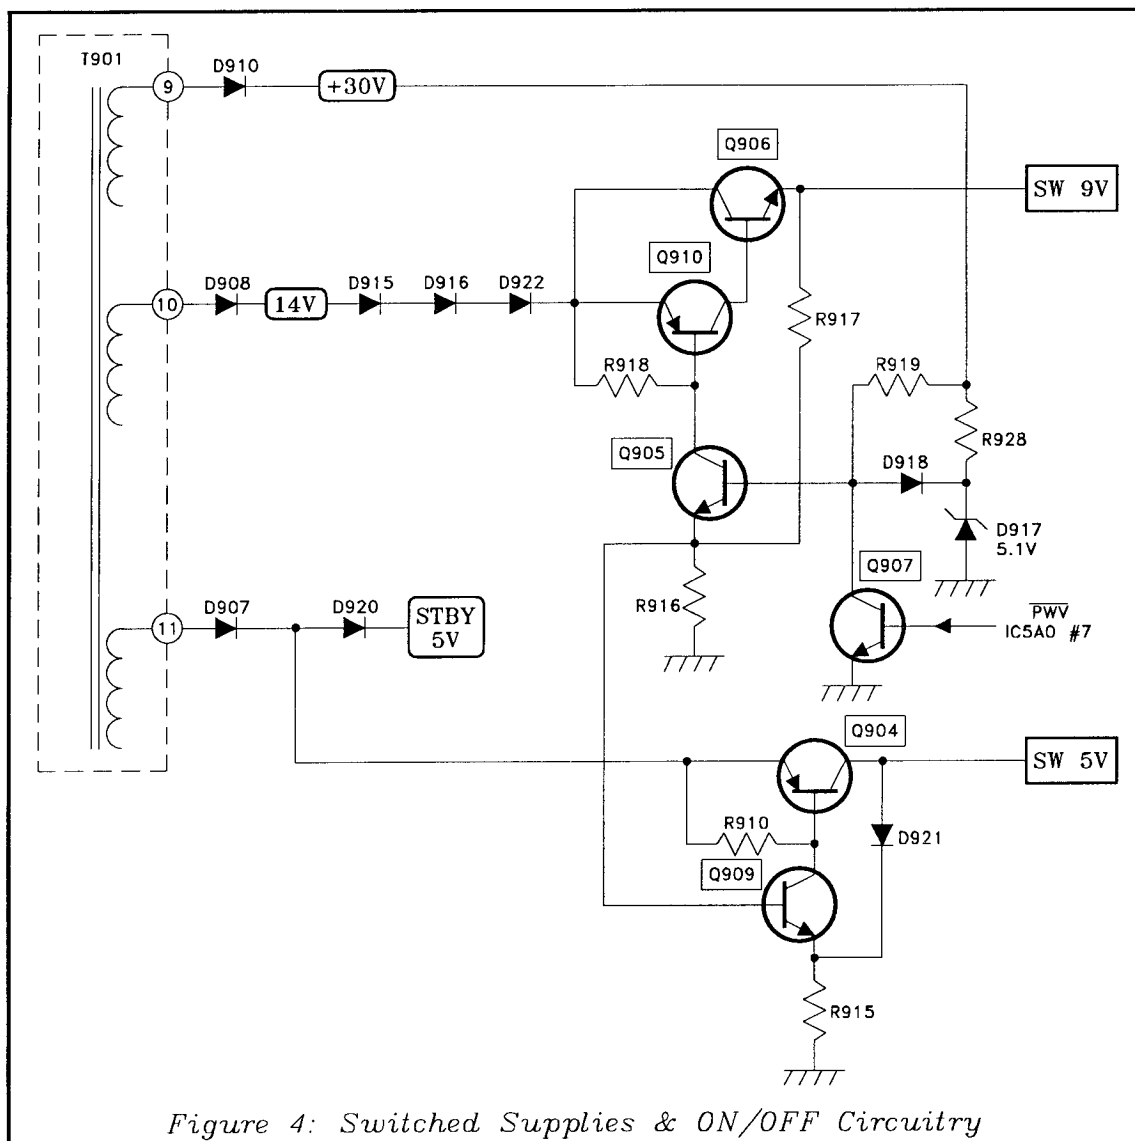 T901
9
D910
+30V
Q906
SW 9V
Q910
10
D908
14V
D915
D916
D922
R917
R918
R919
R928
Q905
D918
D917
5.1V
Q907
R916
PWV
IC5A0 #7
11
D907
D920
STBY
5V
Q904
SW 5V
R910
D921
Q909
R915
Figure 4: Switched Supplies & ON/OFF Circuitry